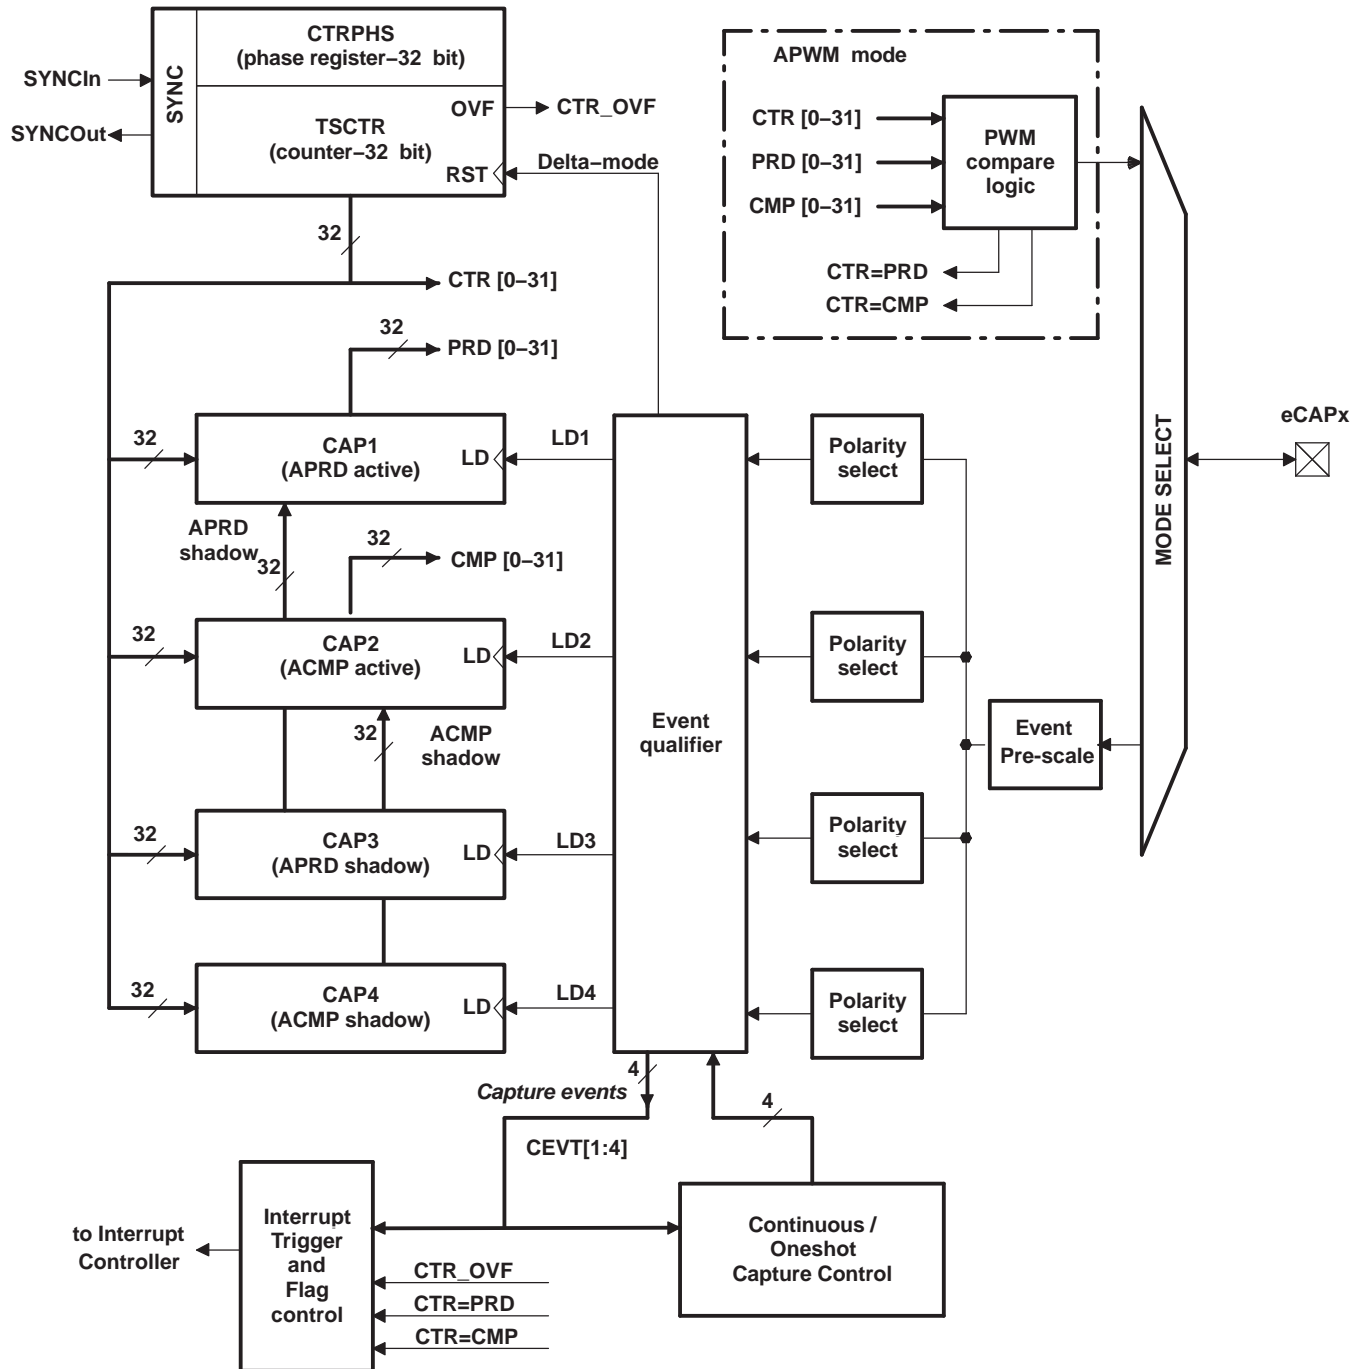 CTRPHS
(phase register−32 bit)
SYNC
SYNCIn
SYNCOut
OVF
CTR_OVF
TSCTR
(counter−32 bit)
RST
Delta−mode
32
CTR [0−31]
32
PRD [0−31]
APWM mode
CTR [0−31]
PRD [0−31]
CMP [0−31]
PWM
compare
logic
CTR=PRD
CTR=CMP
MODE SELECT
eCAPx
32
CAP1
(APRD active)
LD
LD1
Polarity
select
APRD
shadow
32
32
CMP [0−31]
32
CAP2
(ACMP active)
LD
LD2
Polarity
select
32
ACMP
shadow
Event
qualifier
Event
Pre-scale
32
CAP3
(APRD shadow)
LD
LD3
Polarity
select
32
CAP4
(ACMP shadow)
LD
LD4
Polarity
select
4
Capture events
4
CEVT[1:4]
to Interrupt
Controller
Interrupt
Trigger
and
Flag
control
CTR_OVF
CTR=PRD
CTR=CMP
Continuous /
Oneshot
Capture Control